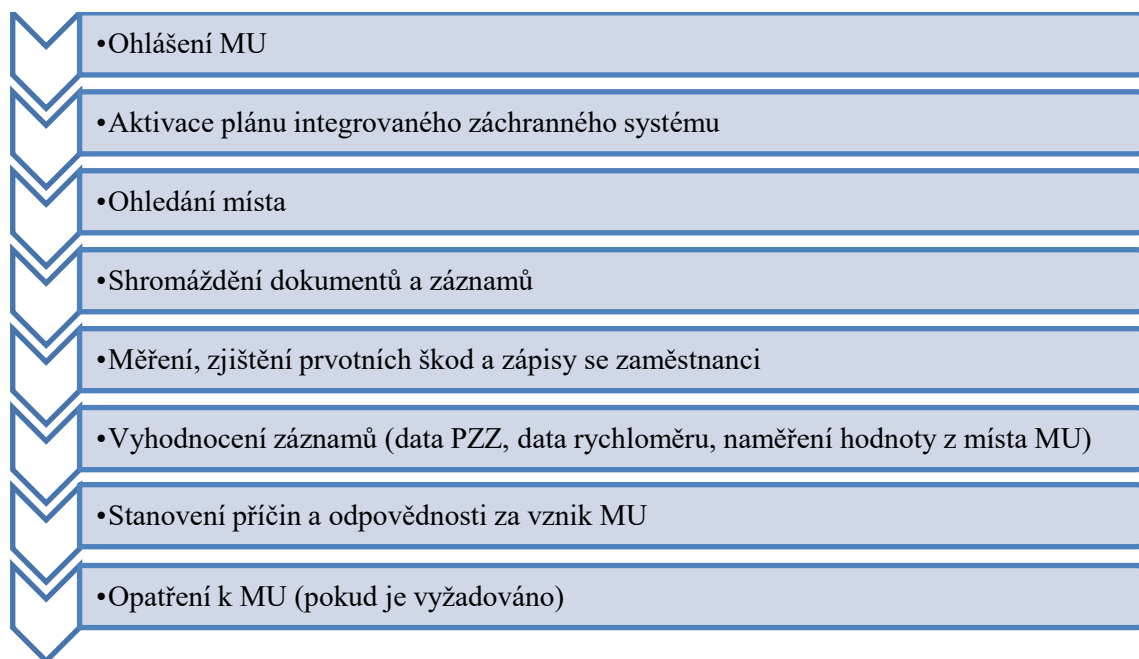 •Ohlášení MU
•Aktivace plánu integrovaného záchranného systému
•Ohledání místa
•Shromáždění dokumentů a záznamů
•Měření, zjištění prvotních škod a zápisy se zaměstnanci
•Vyhodnocení záznamů (data PZZ, data rychloměru, naměření hodnoty z místa MU)
•Stanovení příčin a odpovědnosti za vznik MU
•Opatření k MU (pokud je vyžadováno)